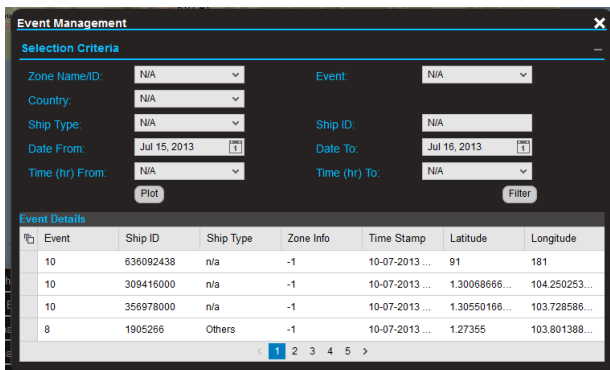 Event Management
Selection Criteria
Zone Name/ID: N/A Event: N/A
Country: N/A
Ship Type: N/A Ship ID: N/A
Date From: Jul 15, 2013 Date To: Jul 16, 2013
Time (hr) From: N/A Time (hr) To: N/A
Plot Filter
Event Details
Event Ship ID Ship Type Zone Info Time Stamp Latitude Longitude
10 636092438 n/a -1 10-07-2013 ... 91 181
10 309416000 n/a -1 10-07-2013 ... 1.30068666... 104.250253...
10 356978000 n/a -1 10-07-2013 ... 1.30550166... 103.728586...
8 1905266 Others -1 10-07-2013 ... 1.27355 103.801388...
< 1 2 3 4 5 >